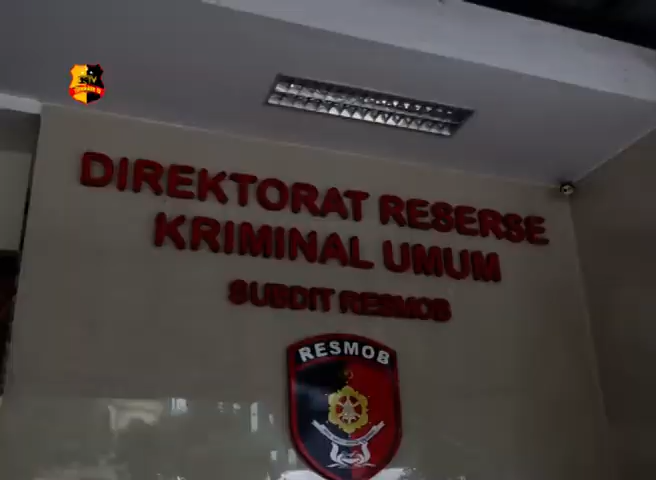 DIREKTORAT RESERSE
KRIMINAL UMUM
SUBDIT RESMOB
RESMOB